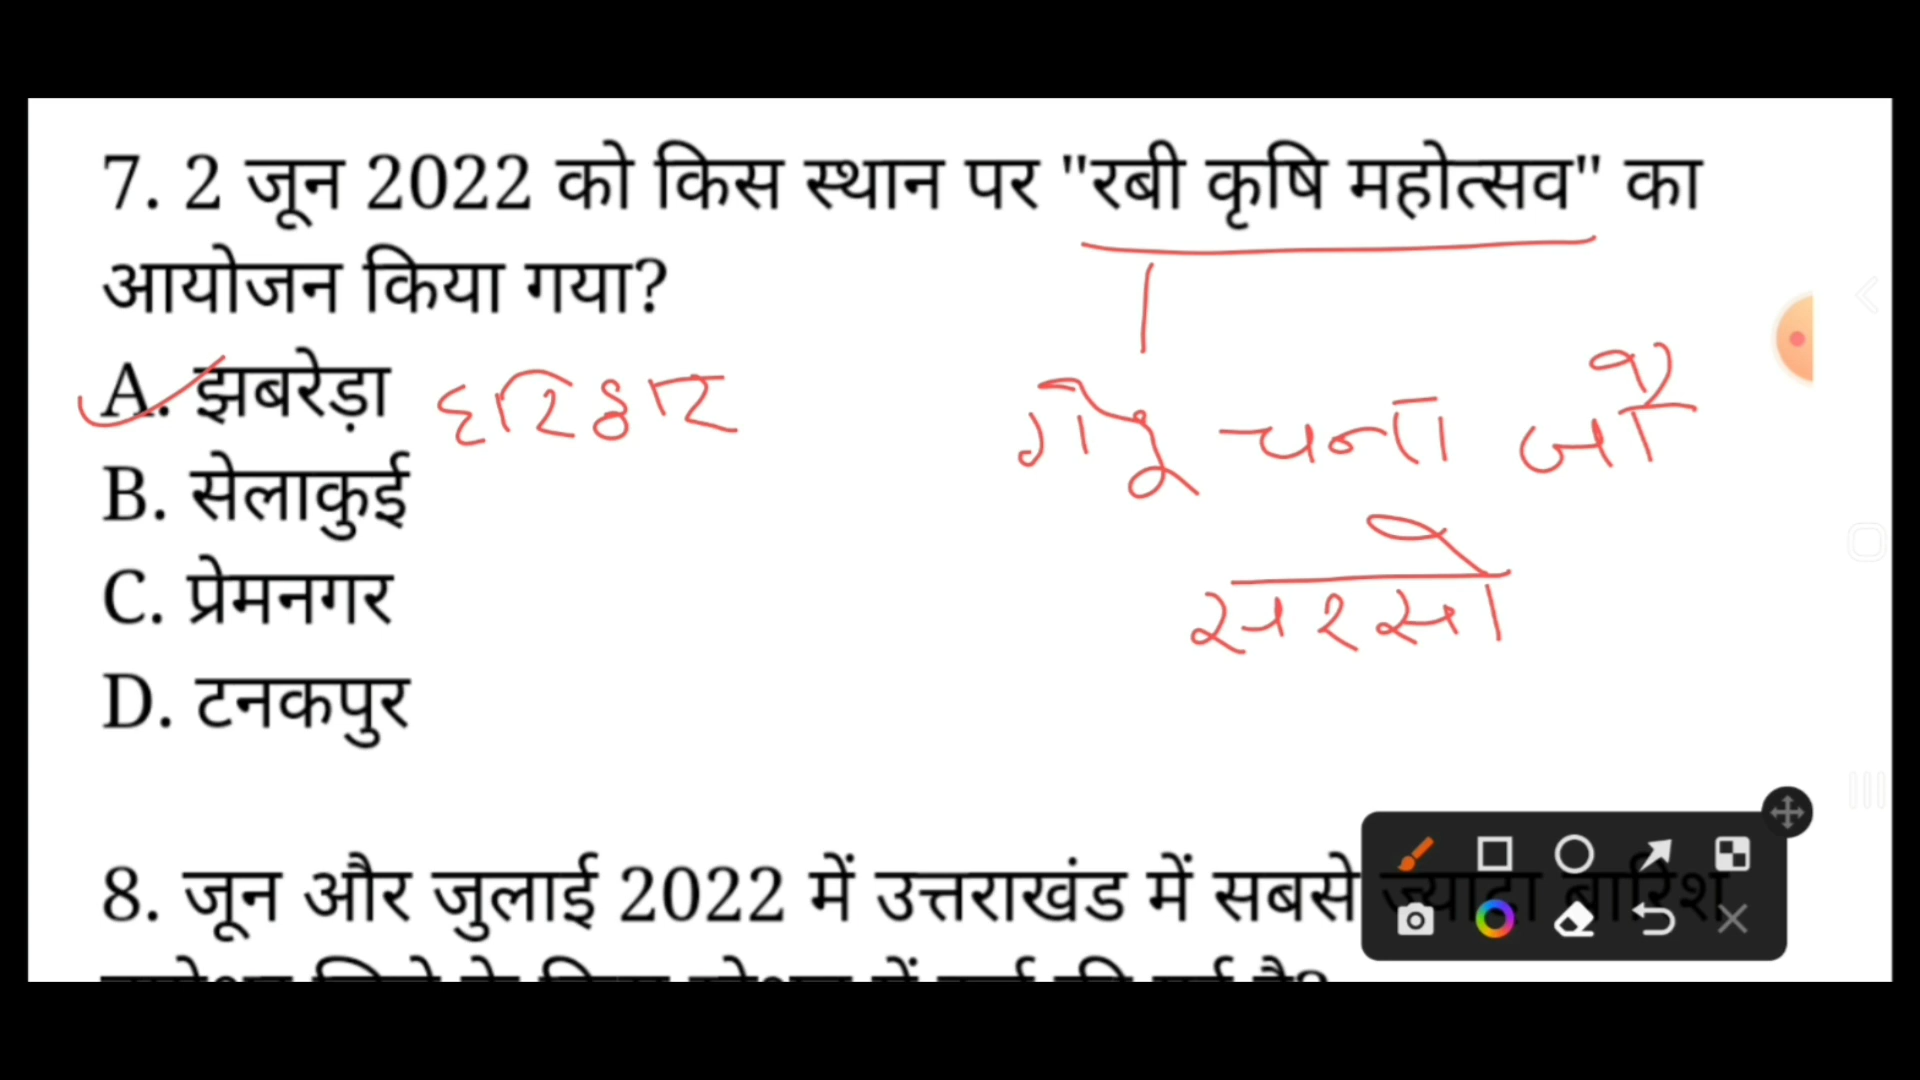 7. 2 जून 2022 को किस स्थान पर "रबी कृषि महोत्सव" का
आयोजन किया गया?
A. झबरेड़ा हरिद्वार
B. सेलाकुई
C. प्रेमनगर
D. टनकपुर
गेहू चना जौ
सरसो
8. जून और जुलाई 2022 में उत्तराखंड में सबसे ज्यादा बारिश